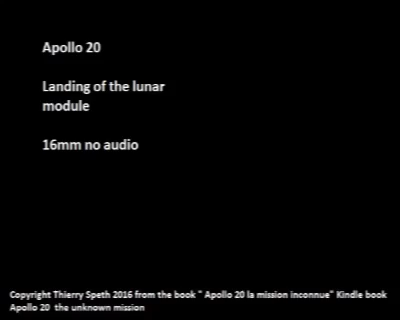 Apollo 20
Landing of the lunar
module
16mm no audio
Copyright Thierry Speth 2016 from the book " Apollo 20 la mission inconnue" Kindle book
Apollo 20  the unknown mission